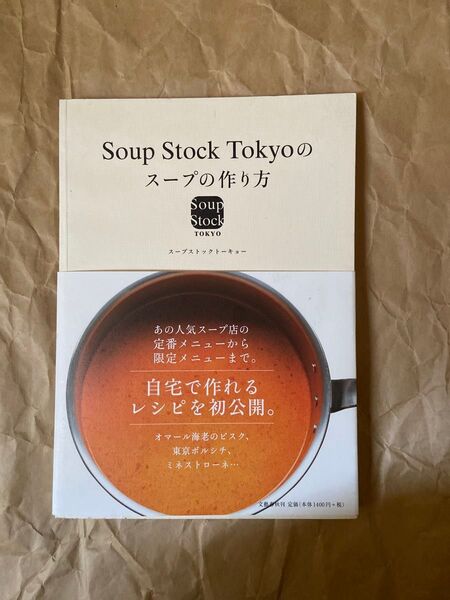 Soup Stock Tokyoの
スープの作り方
Soup
Stock
TOKYO
スープストックトーキョー
あの人気スープ店の
定番メニューから
限定メニューまで。
自宅で作れる
レシピを初公開。
オマール海老のビスク、
東京ボルシチ、
ミネストローネ…
文藝春秋刊 定価(本体1400円+税)